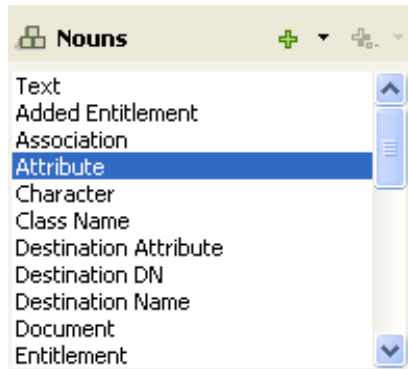 Nouns
Text
Added Entitlement
Association
Attribute
Character
Class Name
Destination Attribute
Destination DN
Destination Name
Document
Entitlement